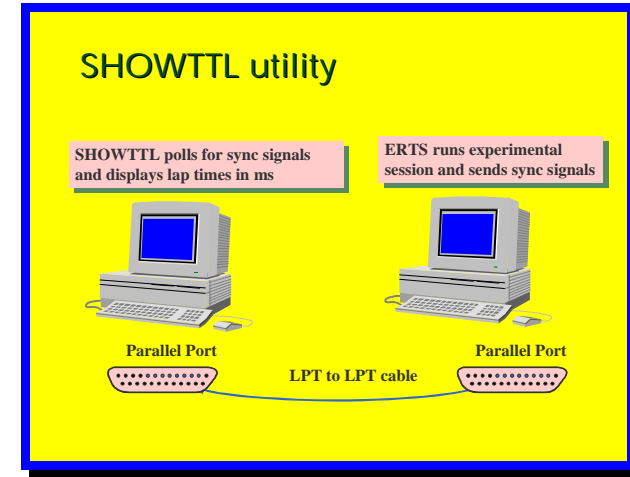 SHOWTTL utility
SHOWTTL polls for sync signals
and displays lap times in ms
ERTS runs experimental
session and sends sync signals
Parallel Port
Parallel Port
LPT to LPT cable